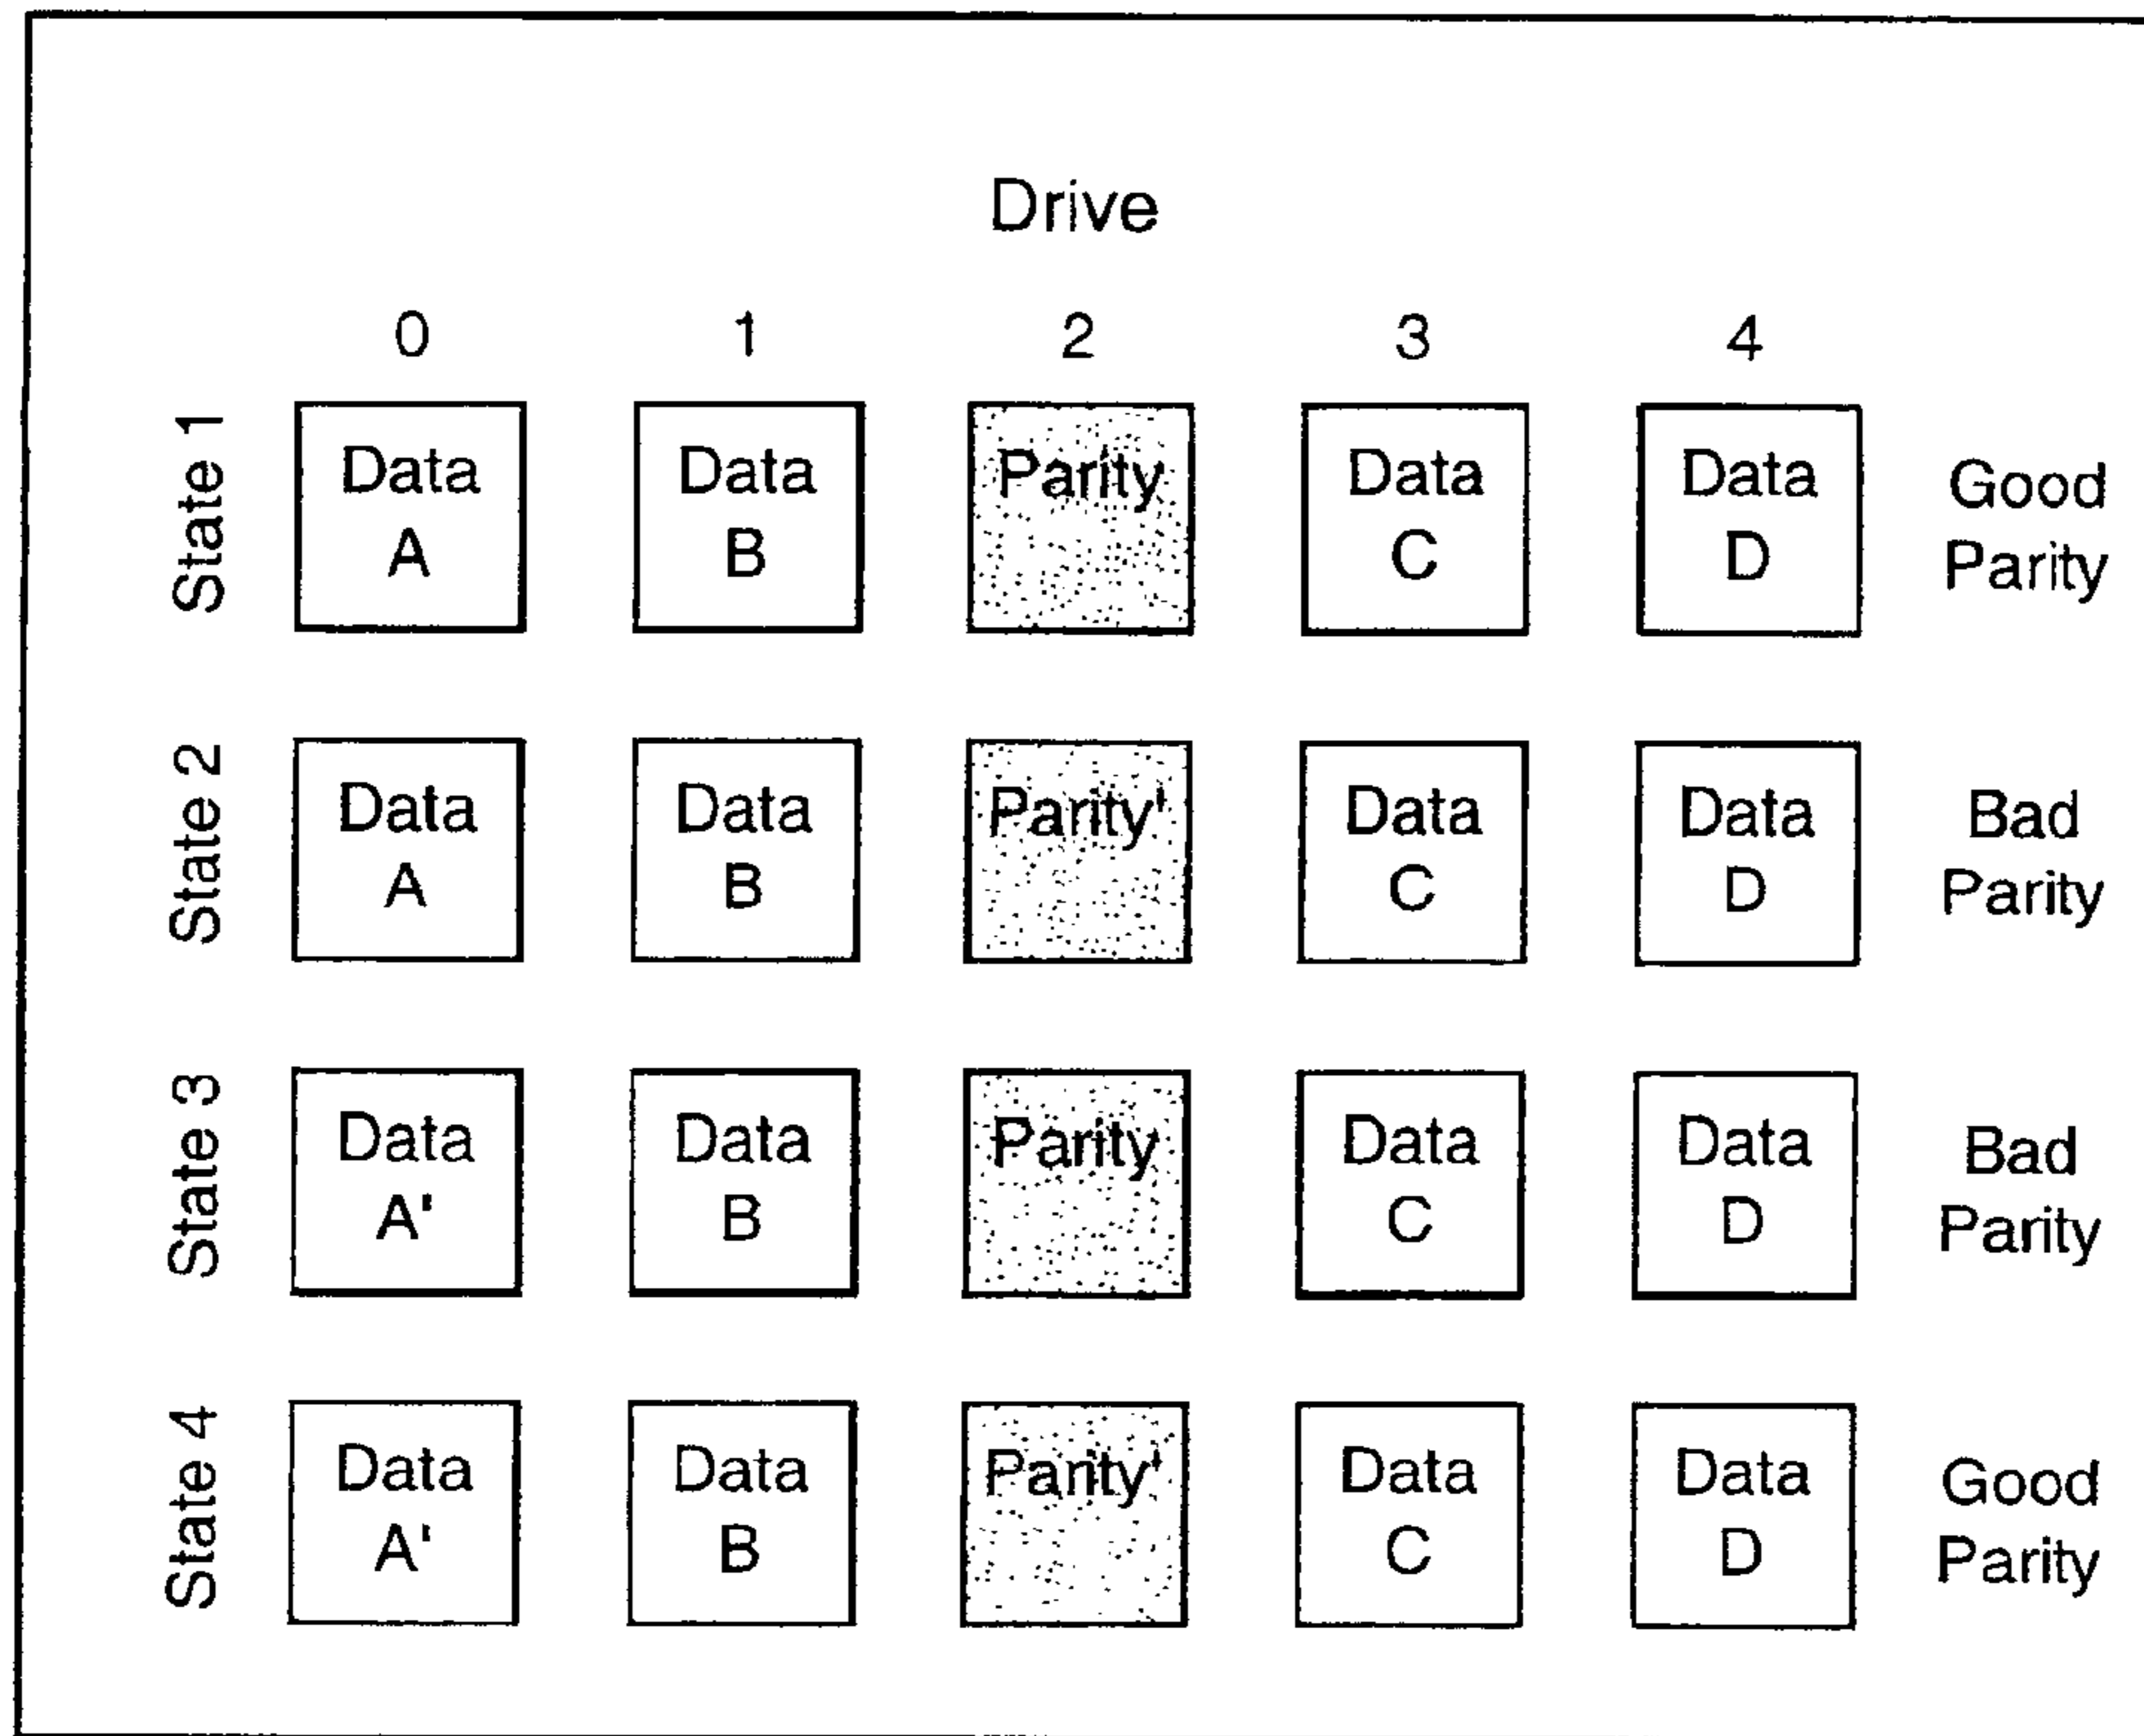 Drive
0 1 2 3 4
State 1
Data A
Data B
Parity
Data C
Data D
Good Parity
State 2
Data A
Data B
Parity'
Data C
Data D
Bad Parity
State 3
Data A'
Data B
Parity
Data C
Data D
Bad Parity
State 4
Data A'
Data B
Parity'
Data C
Data D
Good Parity